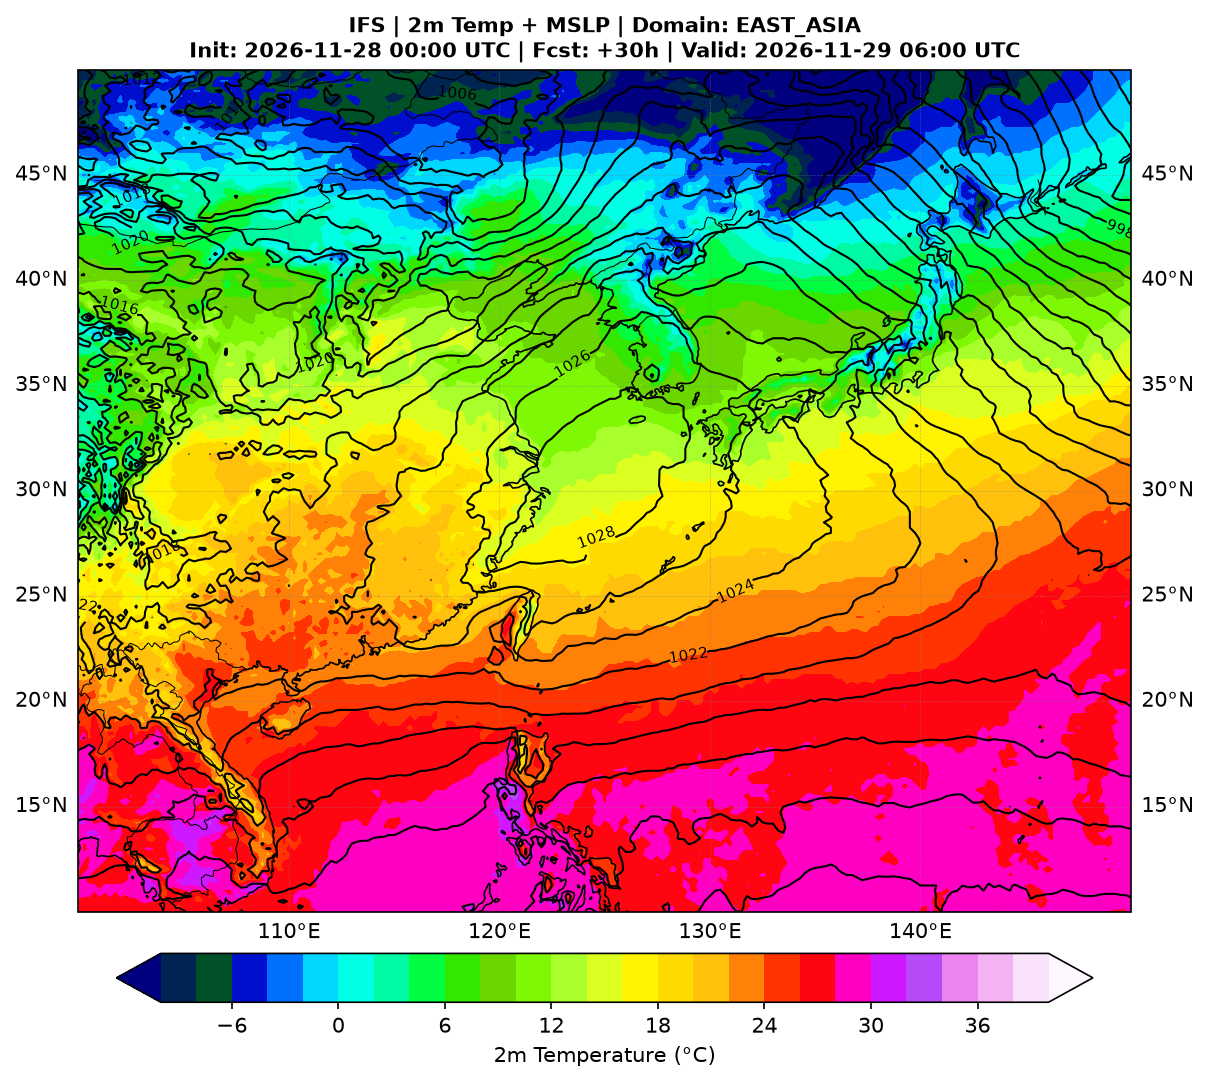 IFS | 2m Temp + MSLP | Domain: EAST_ASIA
Init: 2026-11-28 00:00 UTC | Fcst: +30h | Valid: 2026-11-29 06:00 UTC
1006
45°N 45°N
998
1020
40°N 40°N
1016
1020
1026
35°N 35°N
30°N 30°N
1028
1018
1024
25°N 25°N
22
1022
20°N 20°N
15°N 15°N
110°E 120°E 130°E 140°E
−6 0 6 12 18 24 30 36
2m Temperature (°C)